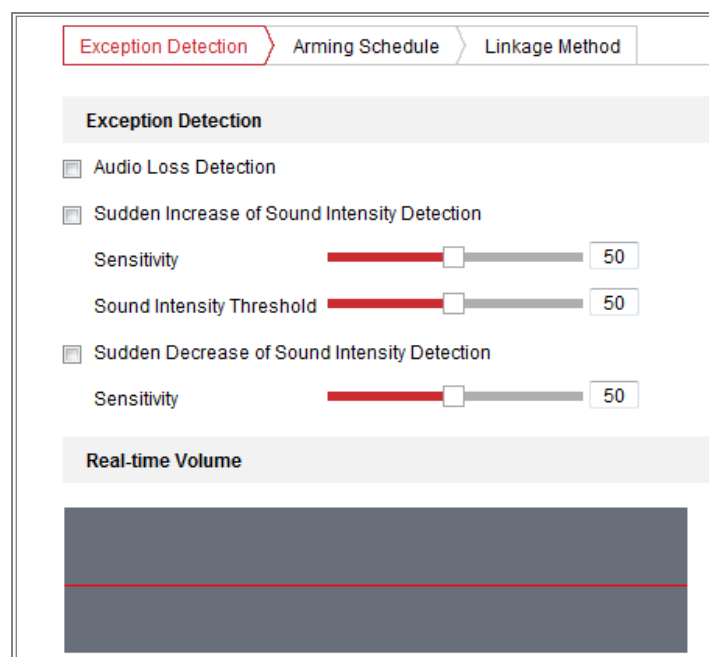 Exception Detection Arming Schedule Linkage Method
Exception Detection
Audio Loss Detection
Sudden Increase of Sound Intensity Detection
Sensitivity 50
Sound Intensity Threshold 50
Sudden Decrease of Sound Intensity Detection
Sensitivity 50
Real-time Volume